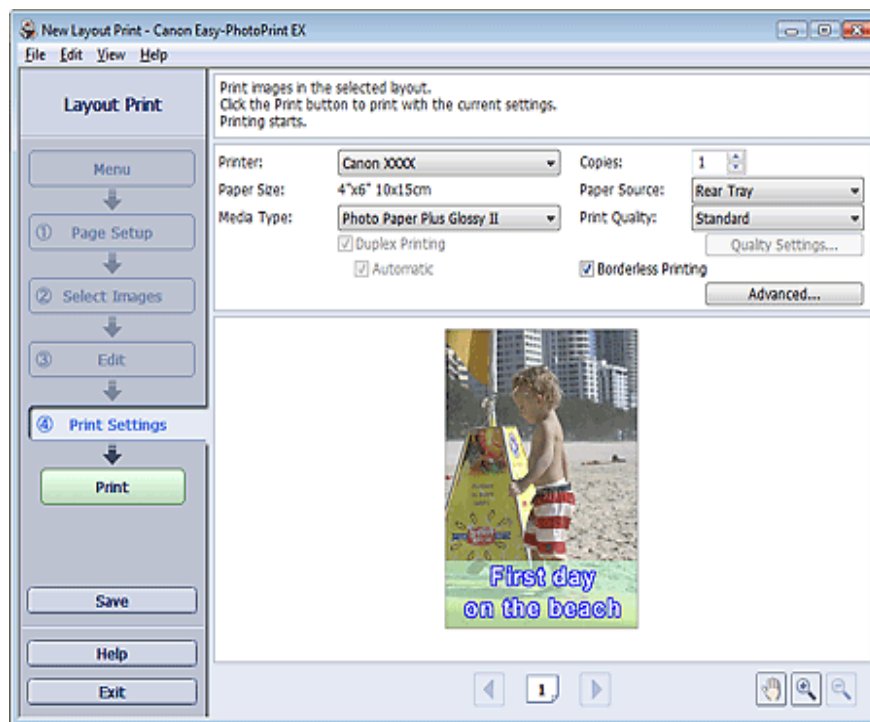 New Layout Print - Canon Easy-PhotoPrint EX
File Edit View Help
Layout Print
Menu
① Page Setup
② Select Images
③ Edit
④ Print Settings
Print
Save
Help
Exit
Print images in the selected layout.
Click the Print button to print with the current settings.
Printing starts.
Printer: Canon XXXX Copies: 1
Paper Size: 4"x6" 10x15cm Paper Source: Rear Tray
Media Type: Photo Paper Plus Glossy II Print Quality: Standard
Duplex Printing Quality Settings...
Automatic Borderless Printing
Advanced...
First day
on the beach
1